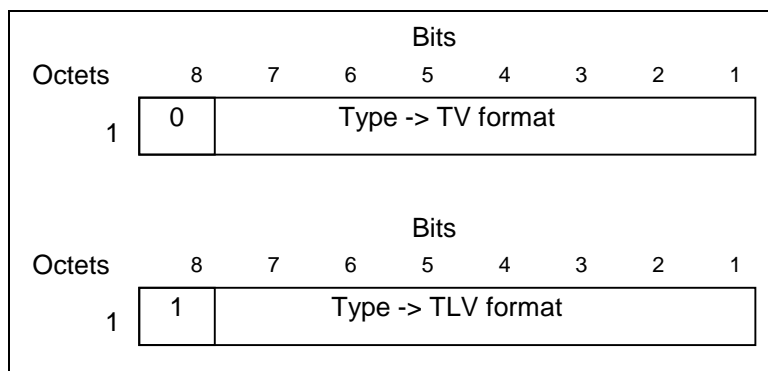 Bits
Octets 8 7 6 5 4 3 2 1
1 0 Type -> TV format
Bits
Octets 8 7 6 5 4 3 2 1
1 1 Type -> TLV format